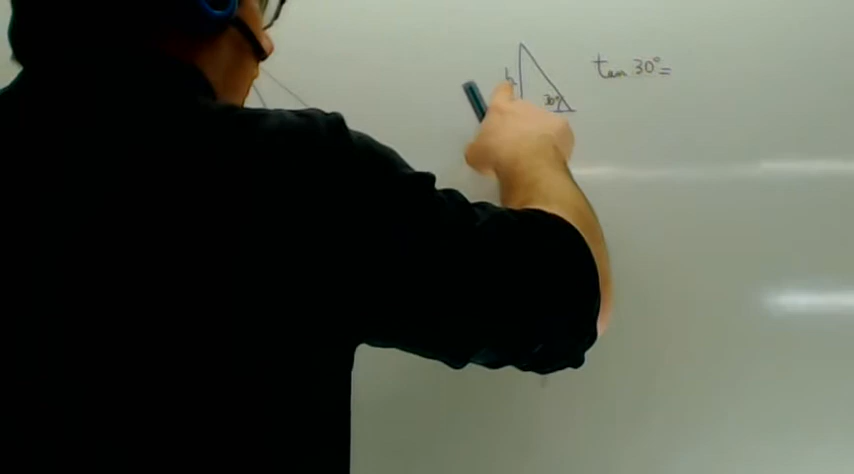 h
30°
tan 30° =